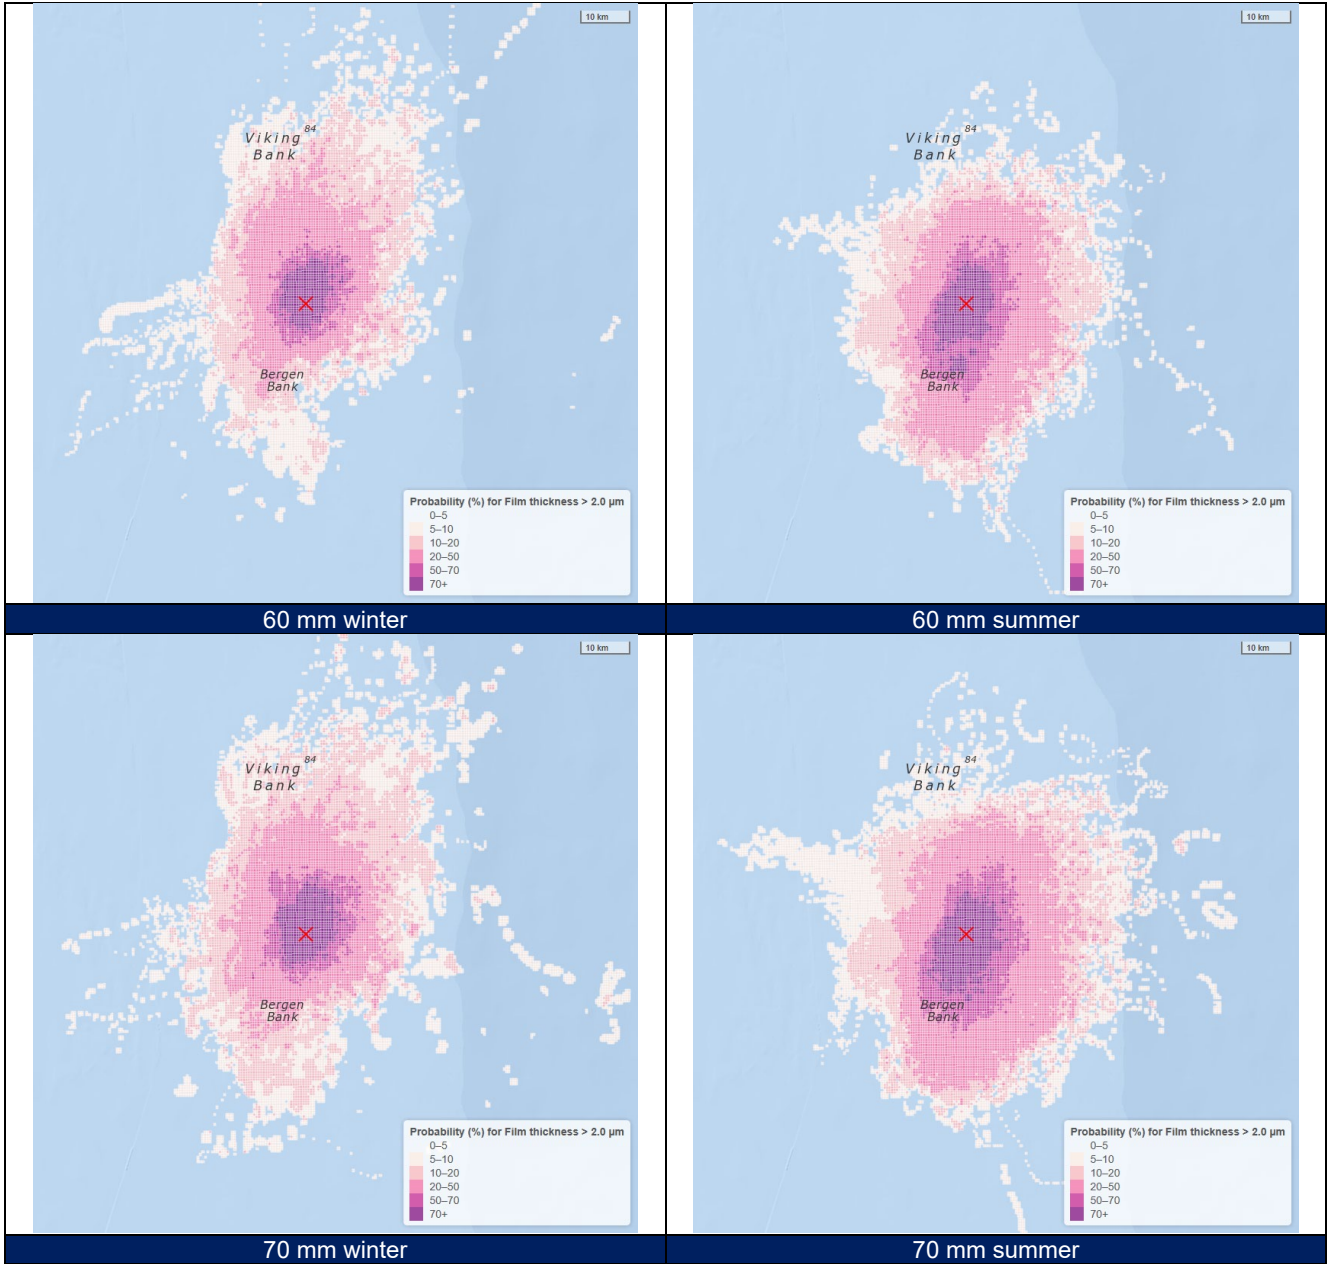 10 km
84
Viking
Bank
Bergen
Bank
Probability (%) for Film thickness > 2.0 µm
0–5
5–10
10–20
20–50
50–70
70+
60 mm winter
10 km
84
Viking
Bank
Bergen
Bank
Probability (%) for Film thickness > 2.0 µm
0–5
5–10
10–20
20–50
50–70
70+
60 mm summer
10 km
84
Viking
Bank
Bergen
Bank
Probability (%) for Film thickness > 2.0 µm
0–5
5–10
10–20
20–50
50–70
70+
70 mm winter
10 km
84
Viking
Bank
Bergen
Bank
Probability (%) for Film thickness > 2.0 µm
0–5
5–10
10–20
20–50
50–70
70+
70 mm summer